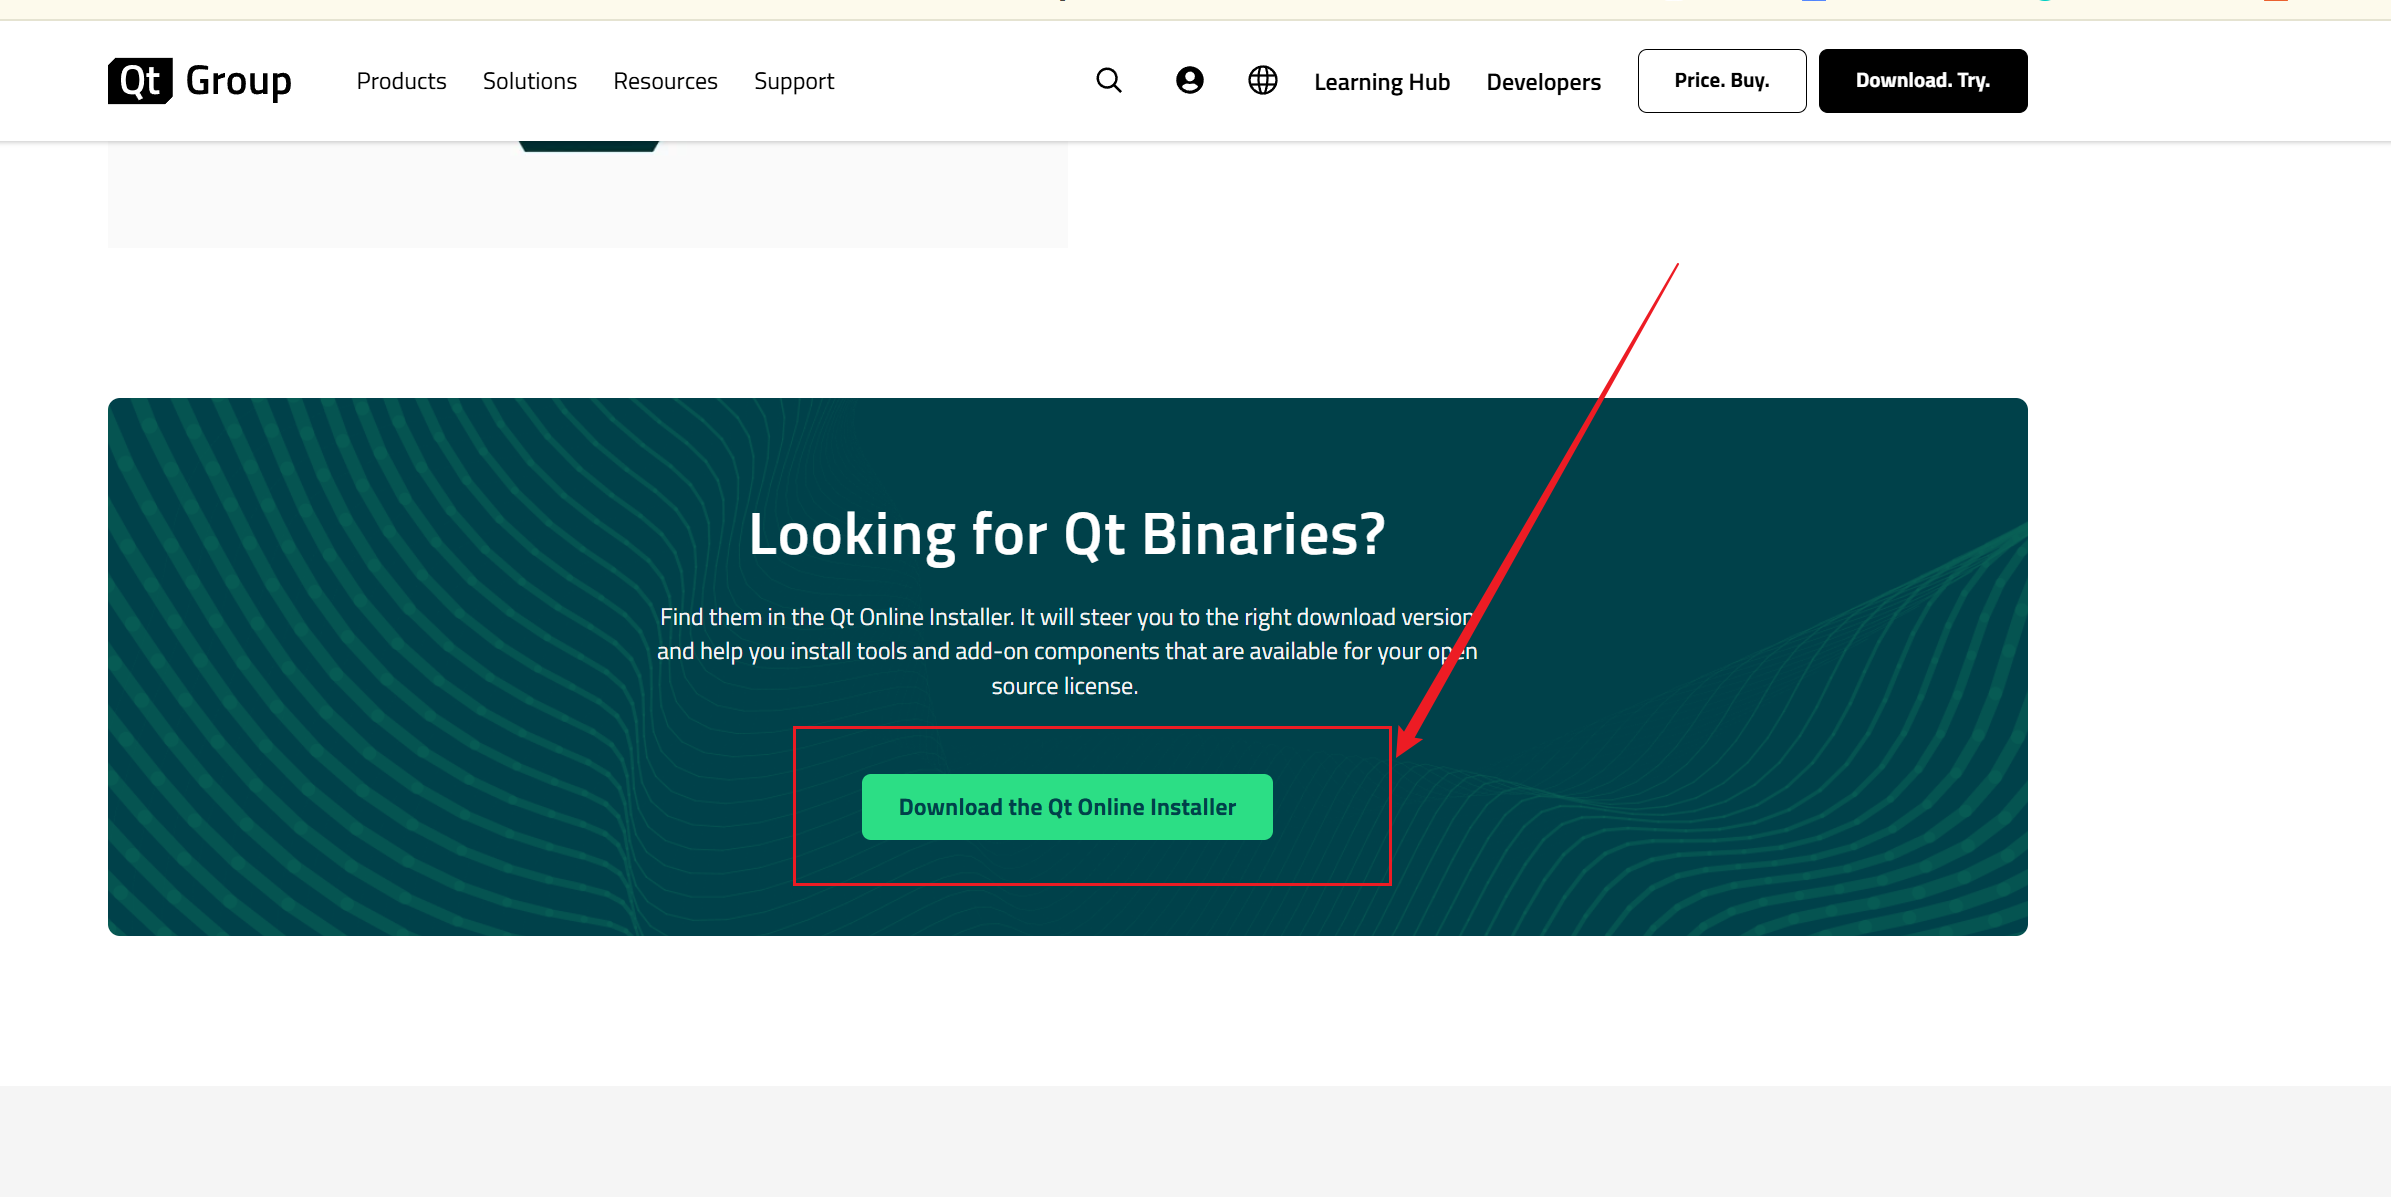 Qt Group
Products Solutions Resources Support
Learning Hub Developers Price. Buy. Download. Try.
Looking for Qt Binaries?
Find them in the Qt Online Installer. It will steer you to the right download version
and help you install tools and add-on components that are available for your open
source license.
Download the Qt Online Installer